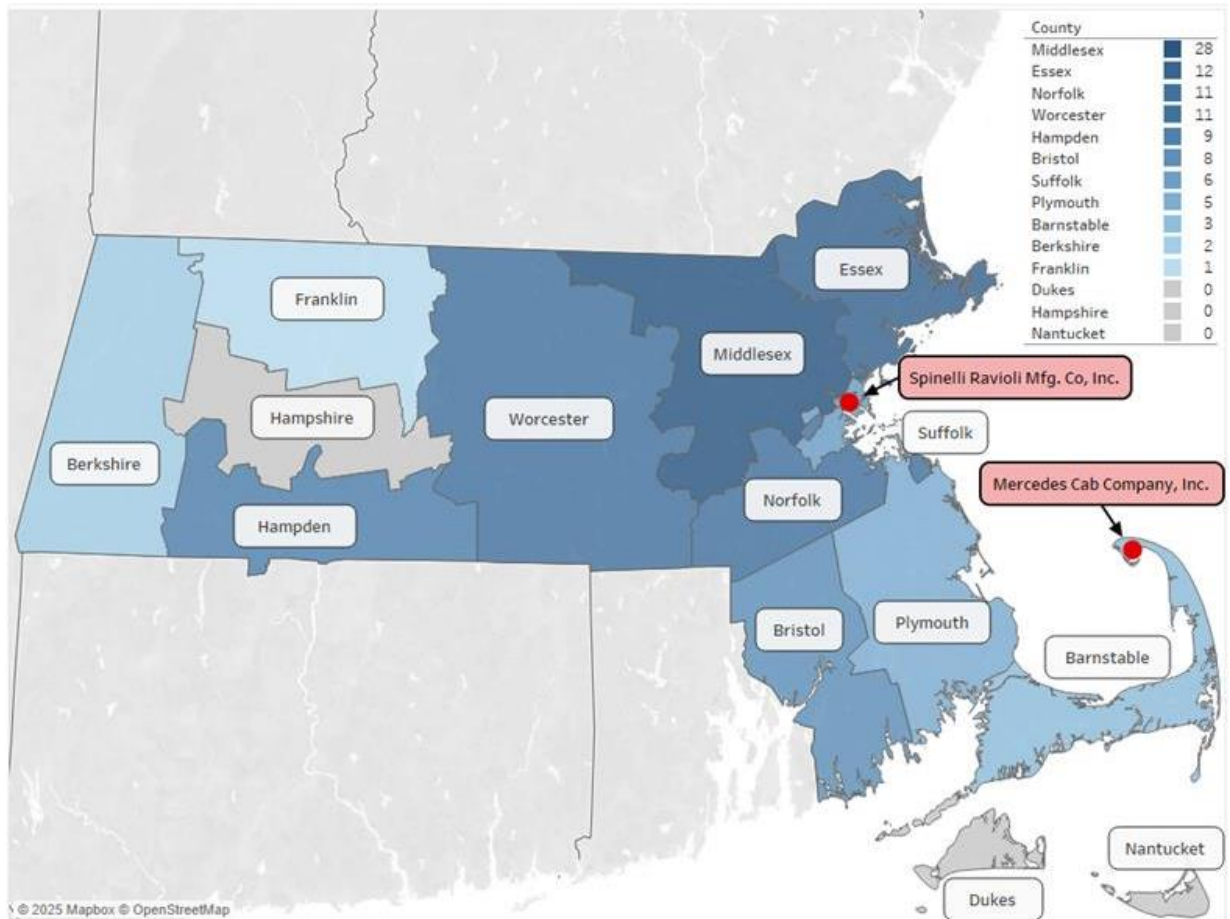 County
Middlesex 28
Essex 12
Norfolk 11
Worcester 11
Hampden 9
Bristol 8
Suffolk 6
Plymouth 5
Barnstable 3
Berkshire 2
Franklin 1
Dukes 0
Hampshire 0
Nantucket 0
Essex
Franklin
Middlesex
Spinelli Ravioli Mfg. Co, Inc.
Hampshire
Worcester
Suffolk
Berkshire
Mercedes Cab Company, Inc.
Norfolk
Hampden
Plymouth
Bristol
Barnstable
Nantucket
Dukes
© 2025 Mapbox © OpenStreetMap